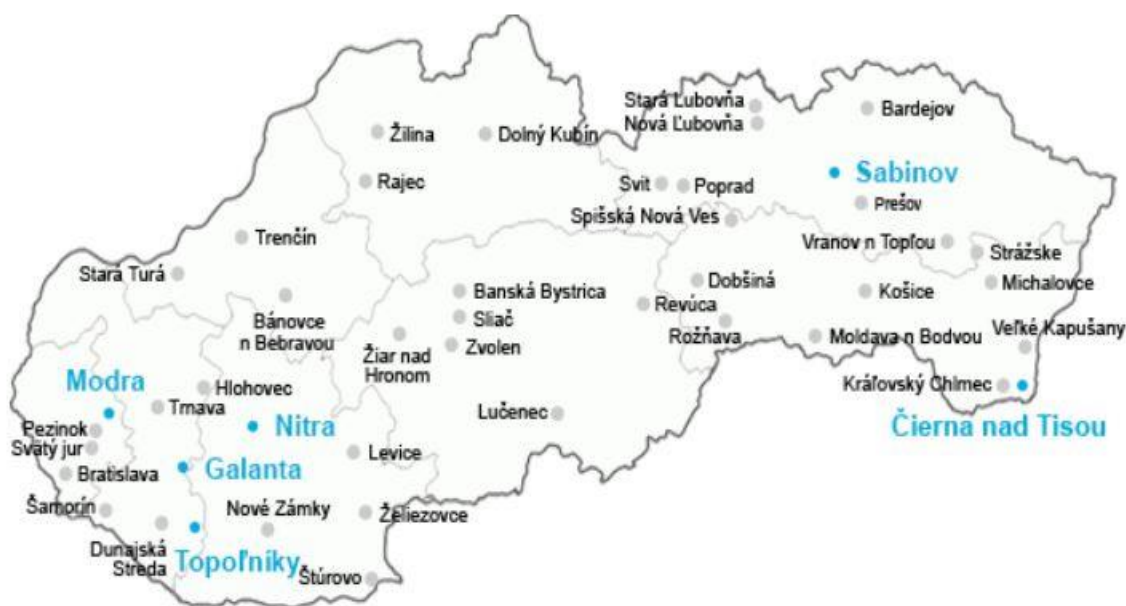 Stará Ľubovňa
Nová Ľubovňa
Bardejov
Žilina
Dolný Kubín
Sabinov
Rajec
Svit
Poprad
Prešov
Spišská Nová Ves
Trenčín
Vranov n Topľou
Strážske
Stará Turá
Dobšiná
Michalovce
Banská Bystrica
Košice
Revúca
Bánovce
n Bebravou
Sliač
Rožňava
Moldava n Bodvou
Veľké Kapušany
Žiar nad
Hronom
Zvolen
Modra
Hlohovec
Kráľovský Chlmec
Trnava
Lučenec
Čierna nad Tisou
Pezinok
Nitra
Svätý jur
Levice
Bratislava
Galanta
Šamorín
Nové Zámky
Želiezovce
Dunajská
Streda
Topoľníky
Štúrovo